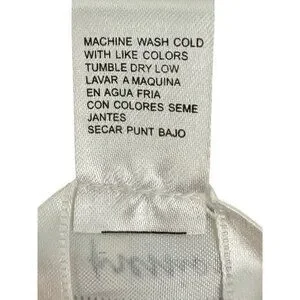 MACHINE WASH COLD
WITH LIKE COLORS
TUMBLE DRY LOW
LAVAR A MAQUINA
EN AGUA FRIA
CON COLORES SEME
JANTES
SECAR PUNT BAJO